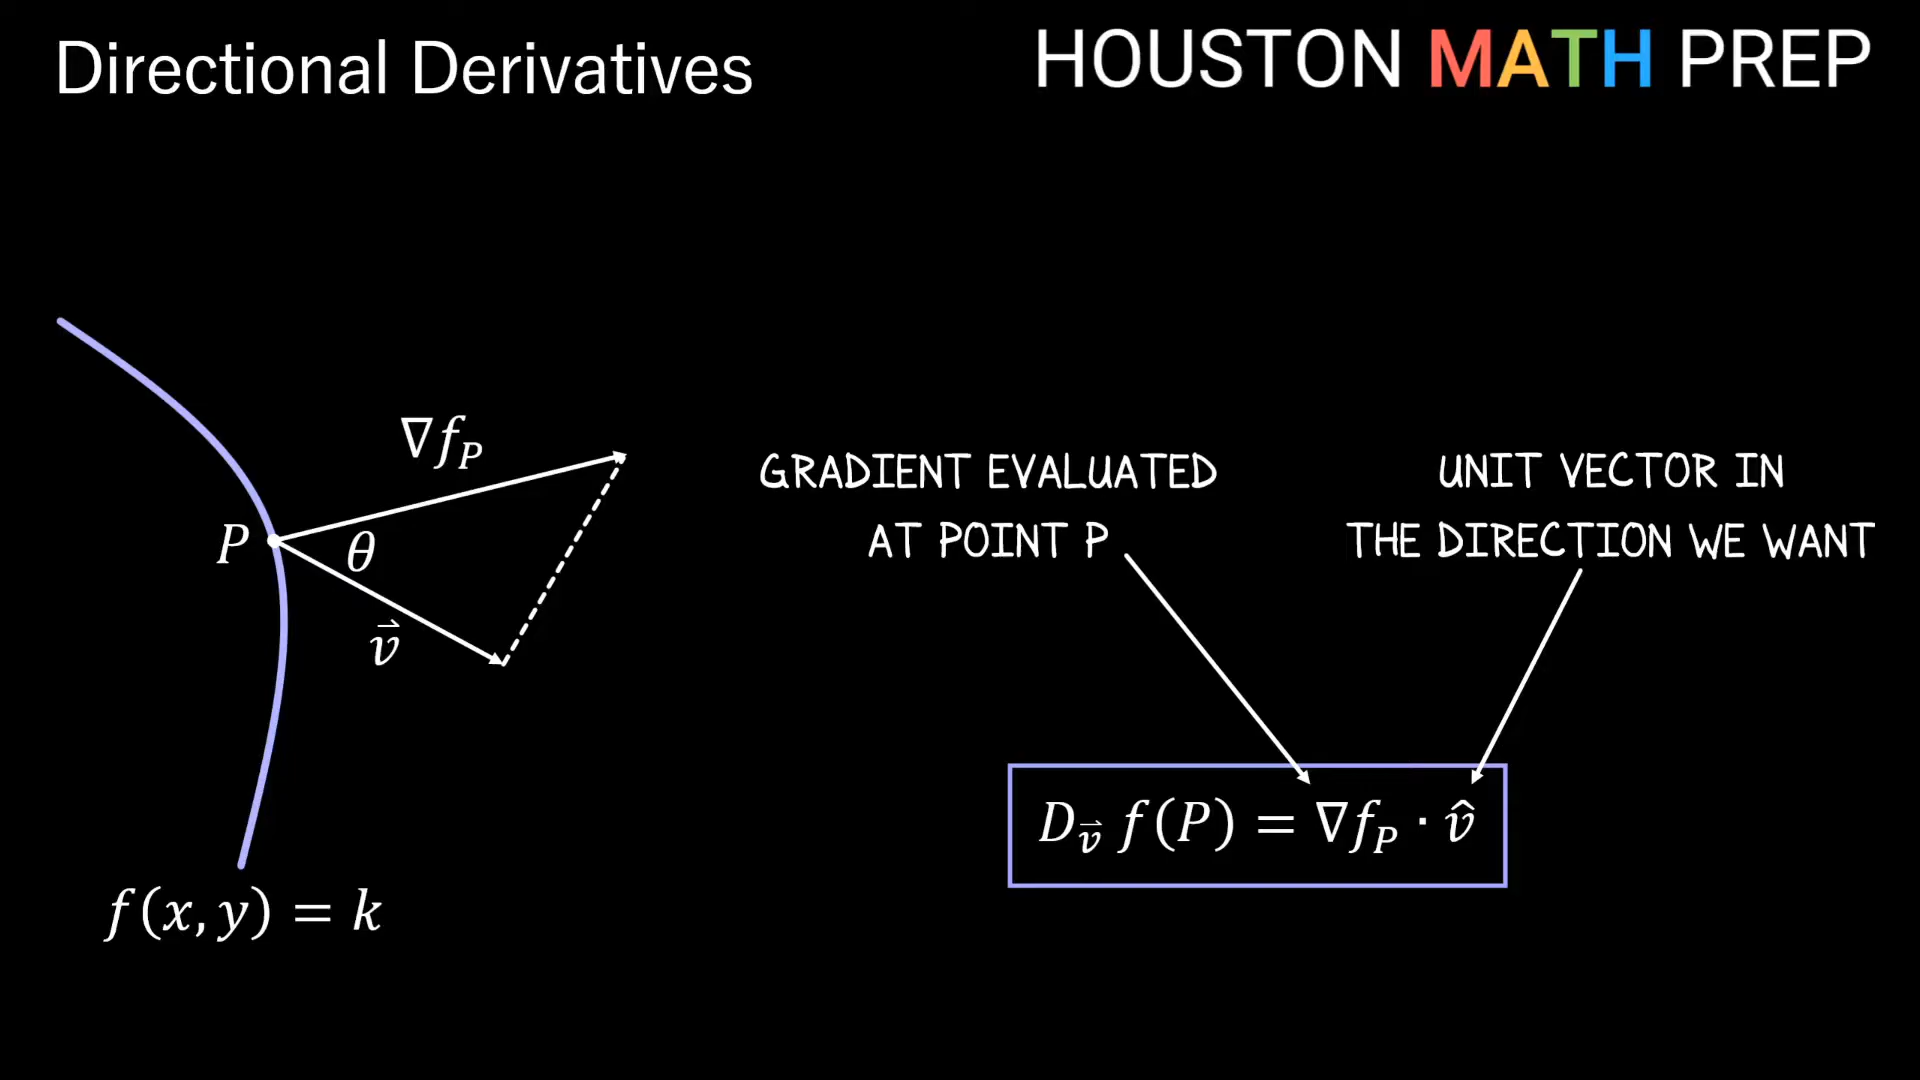 Directional Derivatives
HOUSTON MATH PREP
∇f_P
P
θ
v⃗
f(x, y) = k
GRADIENT EVALUATED
AT POINT P
UNIT VECTOR IN
THE DIRECTION WE WANT
D_v⃗ f(P) = ∇f_P · v̂